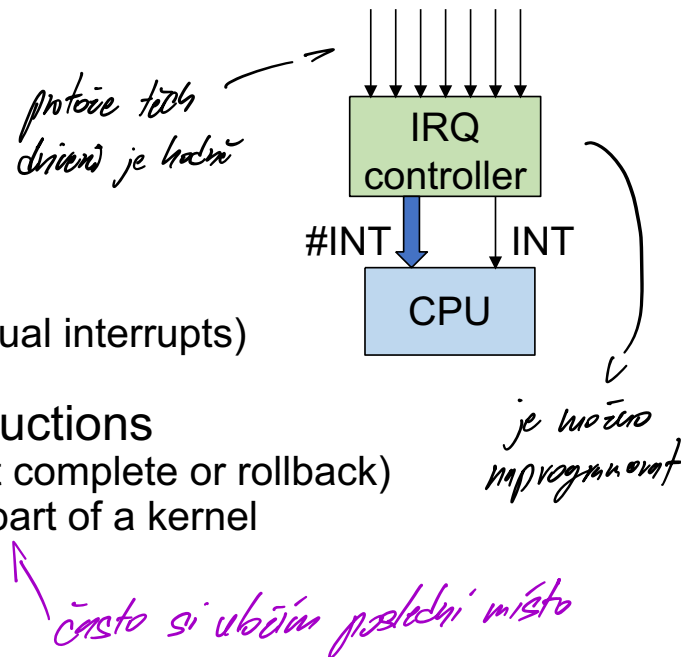 protože těch
driverů je hodně
IRQ
controller
#INT
INT
CPU
ual interrupts)
uctions
t complete or rollback)
part of a kernel
je možno
naprogramovat
často si uložím poslední místo